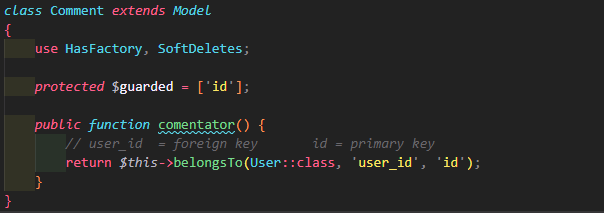 class Comment extends Model
{
    use HasFactory, SoftDeletes;
    protected $guarded = ['id'];
    public function comentator() {
        // user_id  = foreign key       id = primary key
        return $this->belongsTo(User::class, 'user_id', 'id');
    }
}